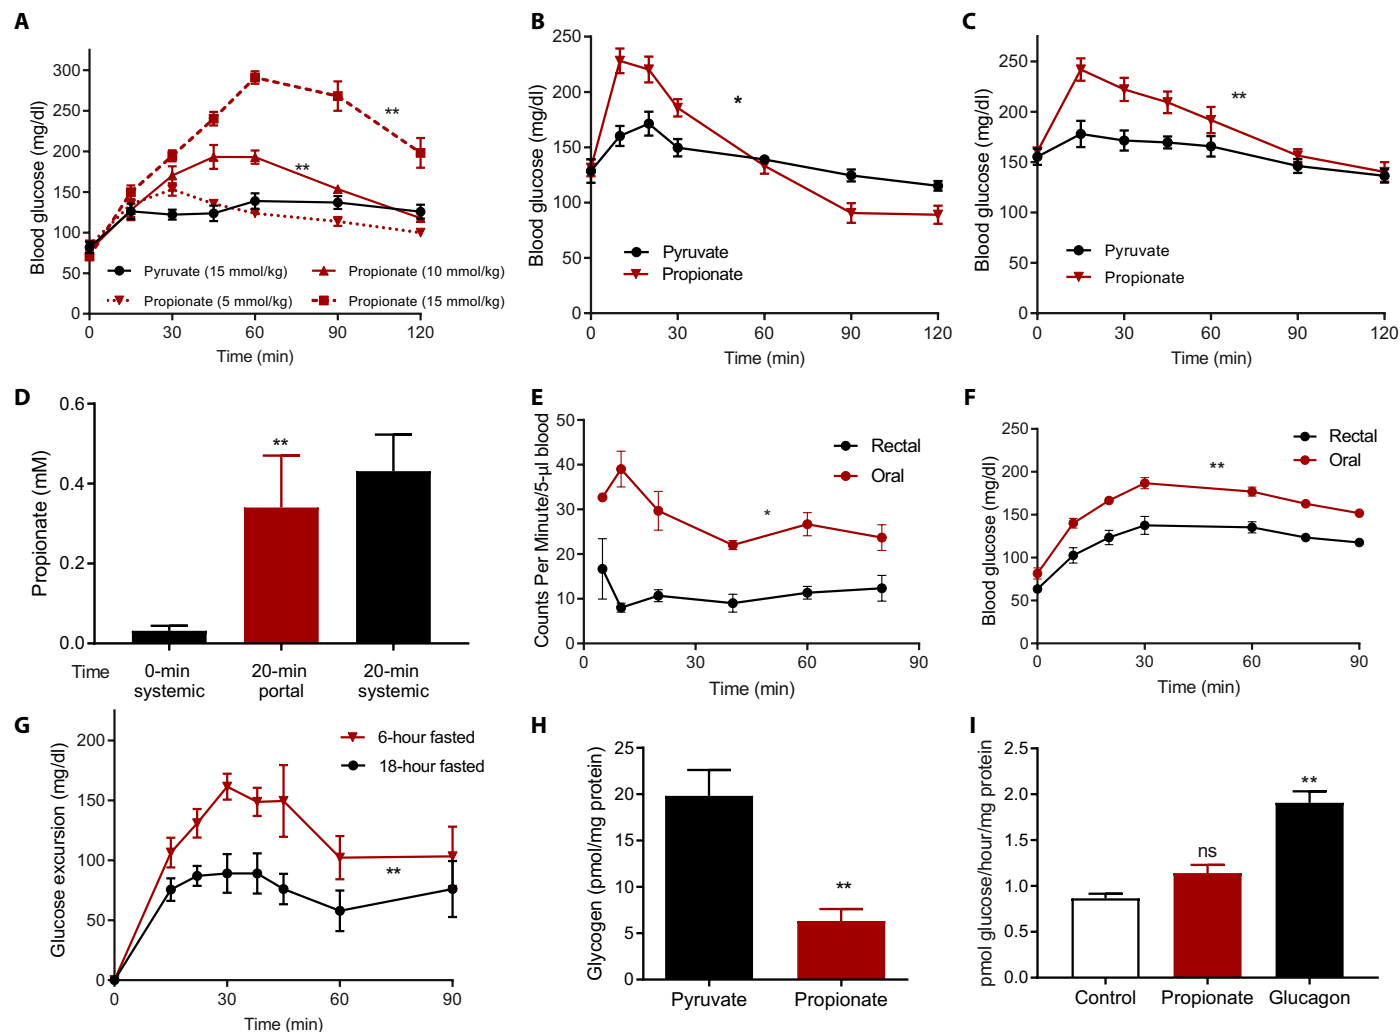 A
Blood glucose (mg/dl)
300
250
200
150
100
50
0
**
**
Pyruvate (15 mmol/kg)
Propionate (10 mmol/kg)
Propionate (5 mmol/kg)
Propionate (15 mmol/kg)
0 30 60 90 120
Time (min)
B
Blood glucose (mg/dl)
250
200
150
100
50
0
*
Pyruvate
Propionate
0 30 60 90 120
Time (min)
C
Blood glucose (mg/dl)
250
200
150
100
50
0
**
Pyruvate
Propionate
0 30 60 90 120
Time (min)
D
Propionate (mM)
0.6
0.4
0.2
0.0
**
Time
0-min
systemic
20-min
portal
20-min
systemic
E
Counts Per Minute/5-µl blood
50
40
30
20
10
0
*
Rectal
Oral
0 30 60 90
Time (min)
F
Blood glucose (mg/dl)
250
200
150
100
50
0
**
Rectal
Oral
0 30 60 90
Time (min)
G
Glucose excursion (mg/dl)
200
150
100
50
0
6-hour fasted
18-hour fasted
**
0 30 60 90
Time (min)
H
Glycogen (pmol/mg protein)
25
20
15
10
5
0
**
Pyruvate Propionate
I
pmol glucose/hour/mg protein
2.5
2.0
1.5
1.0
0.5
0.0
ns
**
Control Propionate Glucagon